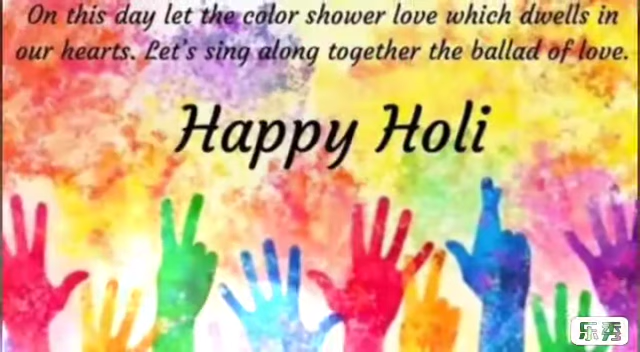 On this day let the color shower love which dwells in
our hearts. Let's sing along together the ballad of love.
Happy Holi
乐秀